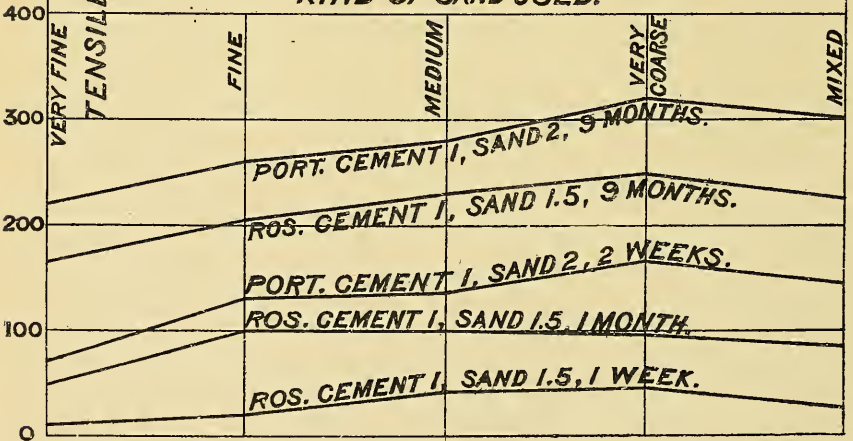 KIND OF SAND USED.
400
300
200
100
0
VERY FINE
FINE
MEDIUM
VERY
COARSE
MIXED
PORT. CEMENT 1, SAND 2, 9 MONTHS.
ROS. CEMENT 1, SAND 1.5, 9 MONTHS.
PORT. CEMENT 1, SAND 2, 2 WEEKS.
ROS. CEMENT 1, SAND 1.5, 1 MONTH.
ROS. CEMENT 1, SAND 1.5, 1 WEEK.